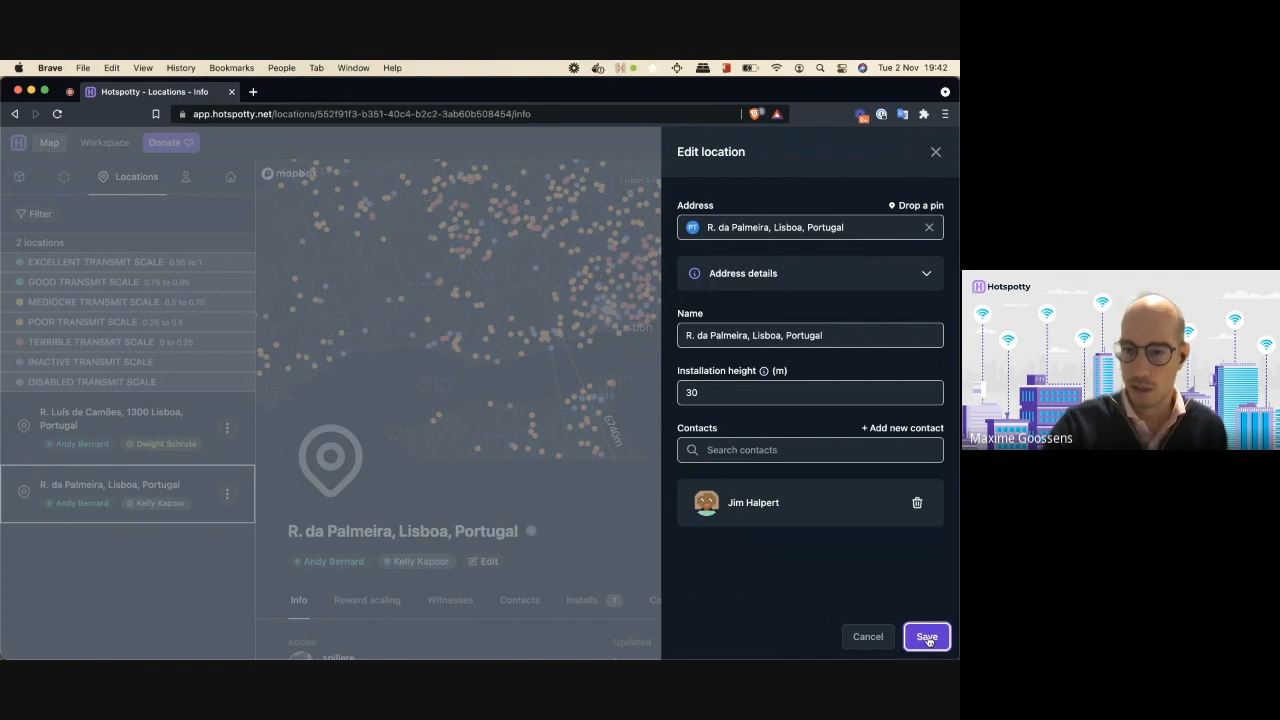 Brave File Edit View History Bookmarks People Tab Window Help Tue 2 Nov 19:42
Hotspotty - Locations - Info
app.hotspotty.net/locations/552f91f3-b351-40c4-b2c2-3ab60b508454/info
Map Workspace Donate
Locations
Filter
2 locations
EXCELLENT TRANSMIT SCALE 0.95 to 1
GOOD TRANSMIT SCALE 0.75 to 0.95
MEDIOCRE TRANSMIT SCALE 0.5 to 0.75
POOR TRANSMIT SCALE 0.25 to 0.5
TERRIBLE TRANSMIT SCALE 0 to 0.25
INACTIVE TRANSMIT SCALE
DISABLED TRANSMIT SCALE
R. Luís de Camões, 1300 Lisboa,
Portugal
Andy Bernard Dwight Schrute
R. da Palmeira, Lisboa, Portugal
Andy Bernard Kelly Kapoor
mapbox
6740m
R. da Palmeira, Lisboa, Portugal
Andy Bernard Kelly Kapoor Edit
Info Reward scaling Witnesses Contacts Installs 1 Co
Added Updated
spillere
Edit location
Address Drop a pin
PT R. da Palmeira, Lisboa, Portugal
Address details
Name
R. da Palmeira, Lisboa, Portugal
Installation height (m)
30
Contacts + Add new contact
Search contacts
Jim Halpert
Cancel Save
Hotspotty
Maxime Goossens